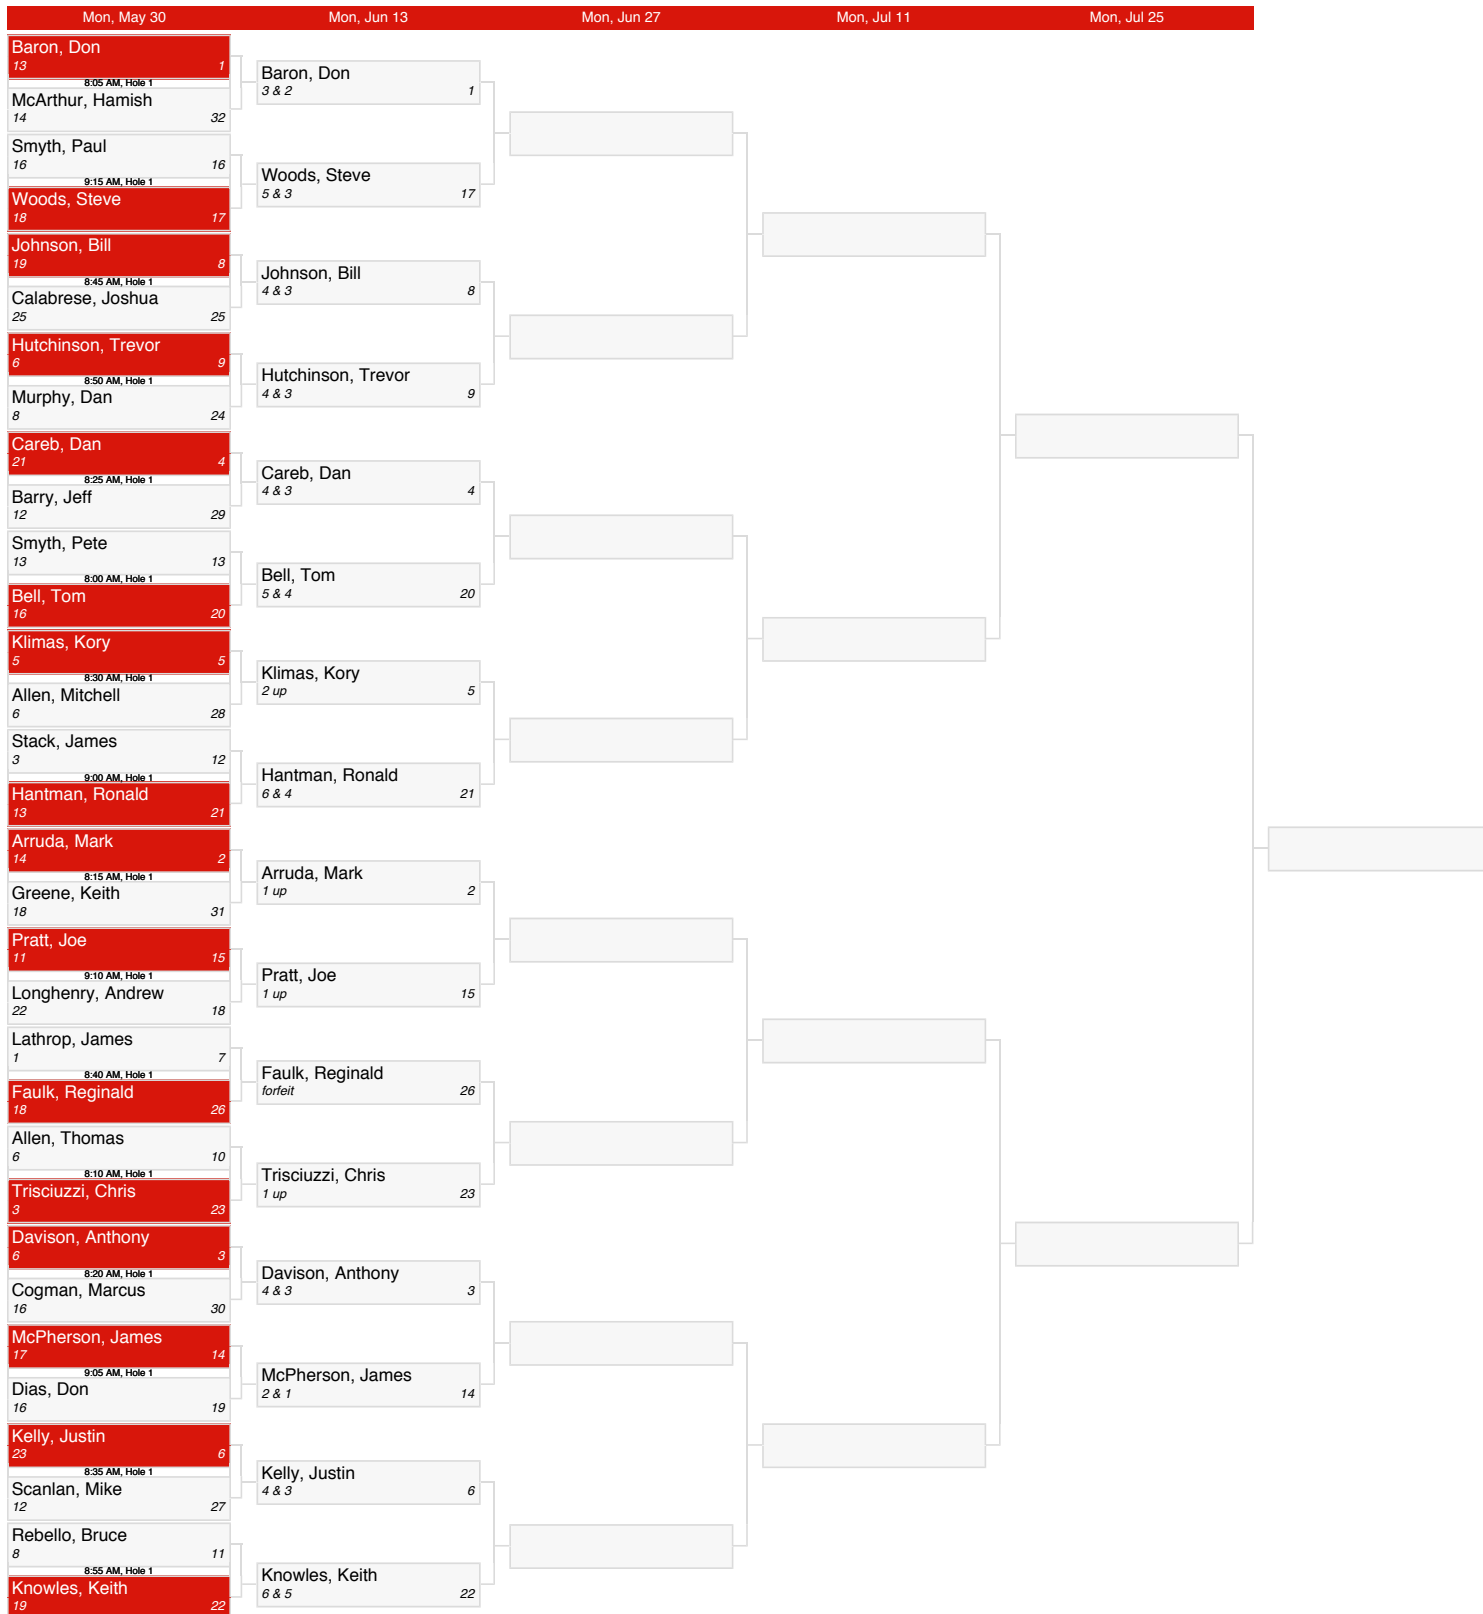 Mon, May 30
Mon, Jun 13
Mon, Jun 27
Mon, Jul 11
Mon, Jul 25
Baron, Don
13 1
8:05 AM, Hole 1
McArthur, Hamish
14 32
Smyth, Paul
16 16
9:15 AM, Hole 1
Woods, Steve
18 17
Johnson, Bill
19 8
8:45 AM, Hole 1
Calabrese, Joshua
25 25
Hutchinson, Trevor
6 9
8:50 AM, Hole 1
Murphy, Dan
8 24
Careb, Dan
21 4
8:25 AM, Hole 1
Barry, Jeff
12 29
Smyth, Pete
13 13
8:00 AM, Hole 1
Bell, Tom
16 20
Klimas, Kory
5 5
8:30 AM, Hole 1
Allen, Mitchell
6 28
Stack, James
3 12
9:00 AM, Hole 1
Hantman, Ronald
13 21
Arruda, Mark
14 2
8:15 AM, Hole 1
Greene, Keith
18 31
Pratt, Joe
11 15
9:10 AM, Hole 1
Longhenry, Andrew
22 18
Lathrop, James
1 7
8:40 AM, Hole 1
Faulk, Reginald
18 26
Allen, Thomas
6 10
8:10 AM, Hole 1
Trisciuzzi, Chris
3 23
Davison, Anthony
6 3
8:20 AM, Hole 1
Cogman, Marcus
16 30
McPherson, James
17 14
9:05 AM, Hole 1
Dias, Don
16 19
Kelly, Justin
23 6
8:35 AM, Hole 1
Scanlan, Mike
12 27
Rebello, Bruce
8 11
8:55 AM, Hole 1
Knowles, Keith
19 22
Baron, Don
3 & 2 1
Woods, Steve
5 & 3 17
Johnson, Bill
4 & 3 8
Hutchinson, Trevor
4 & 3 9
Careb, Dan
4 & 3 4
Bell, Tom
5 & 4 20
Klimas, Kory
2 up 5
Hantman, Ronald
6 & 4 21
Arruda, Mark
1 up 2
Pratt, Joe
1 up 15
Faulk, Reginald
forfeit 26
Trisciuzzi, Chris
1 up 23
Davison, Anthony
4 & 3 3
McPherson, James
2 & 1 14
Kelly, Justin
4 & 3 6
Knowles, Keith
6 & 5 22